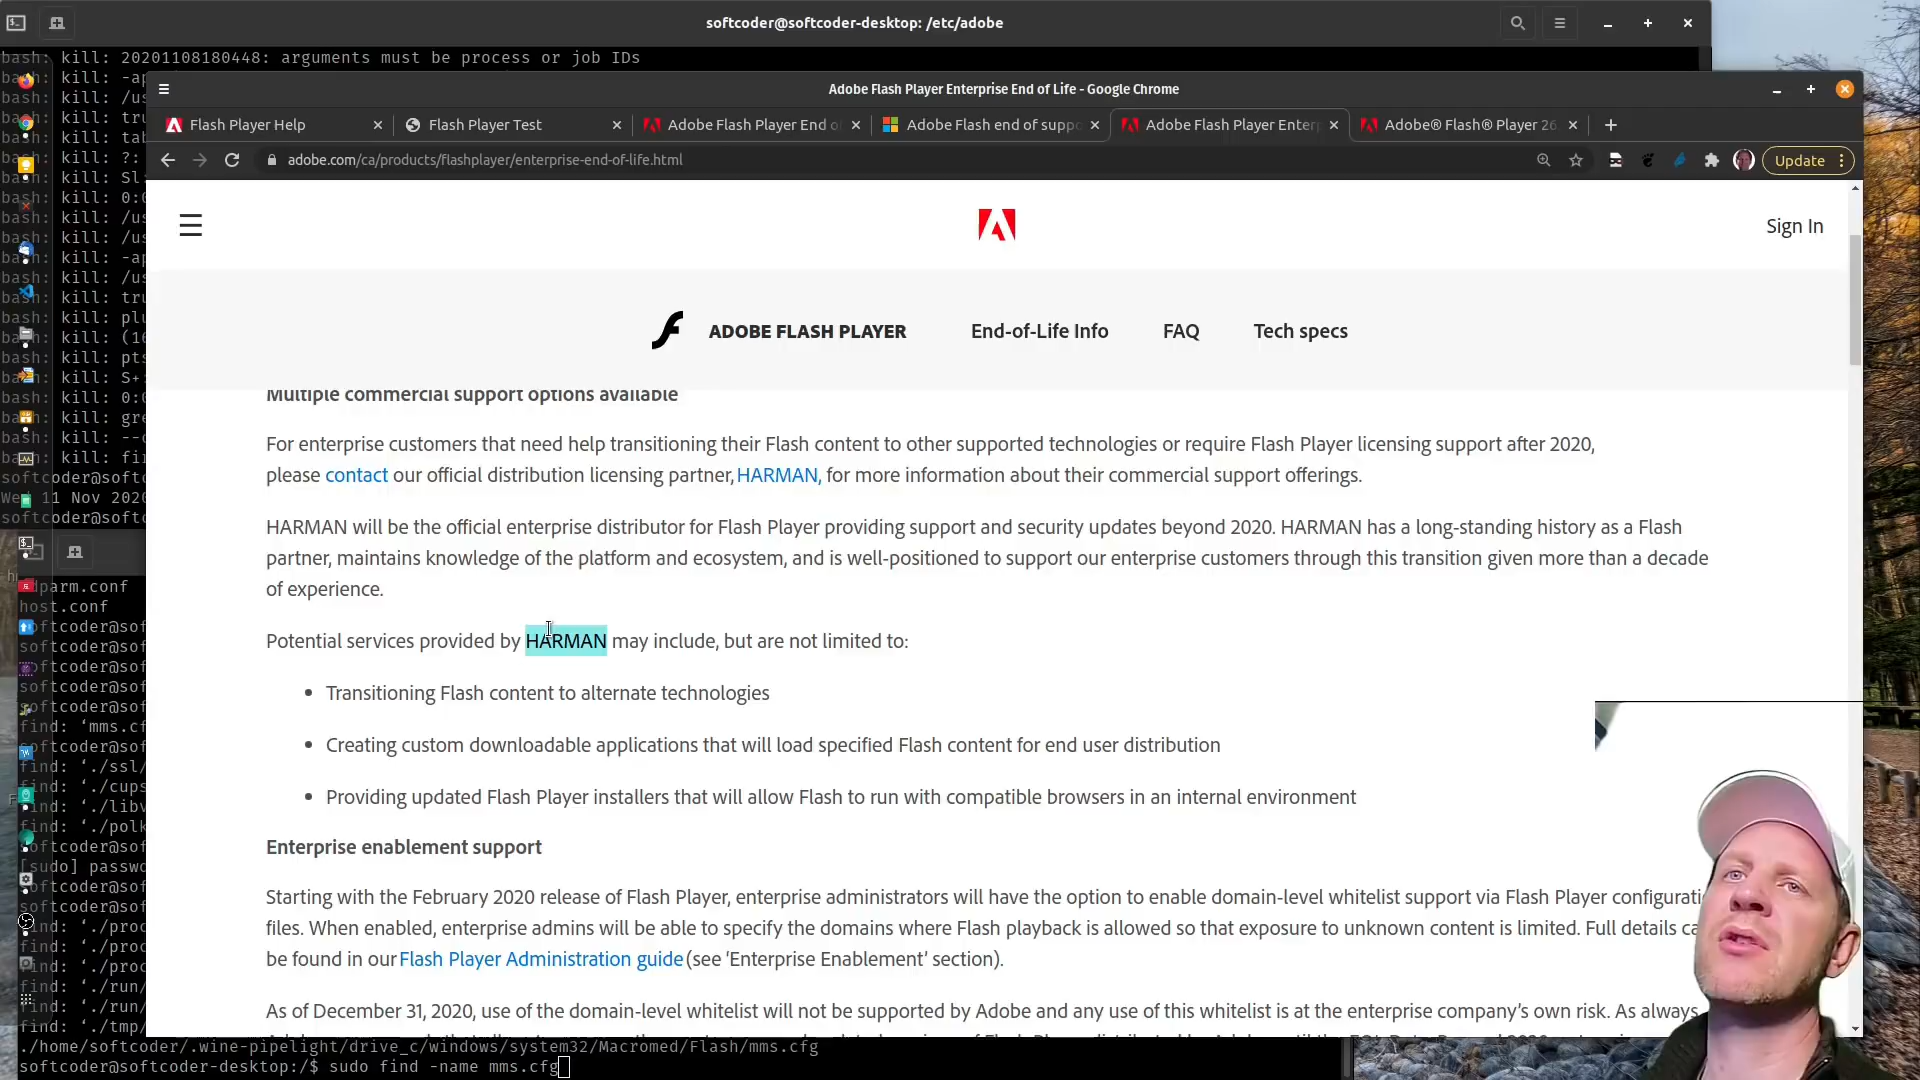 softcoder@softcoder-desktop: /etc/adobe
bash: kill: 20201108180448: arguments must be process or job IDs
bash: kill: -ap
bash: kill: /us
bash: kill: tru
bash: kill: tab
bash: kill: ?:
bash: kill: Sl
bash: kill: 0:0
bash: kill: /us
bash: kill: /us
bash: kill: -ap
bash: kill: /us
bash: kill: tru
bash: kill: plu
bash: kill: (16
bash: kill: pts
bash: kill: S+
bash: kill: 0:0
bash: kill: gre
bash: kill: --c
bash: kill: fir
softcoder@softc
Wed 11 Nov 2020
softcoder@softc
Adobe Flash Player Enterprise End of Life - Google Chrome
Flash Player Help
Flash Player Test
Adobe Flash Player End o
Adobe Flash end of suppo
Adobe Flash Player Enterp
Adobe® Flash® Player 26
adobe.com/ca/products/flashplayer/enterprise-end-of-life.html
Update
Sign In
ADOBE FLASH PLAYER
End-of-Life Info
FAQ
Tech specs
Multiple commercial support options available
For enterprise customers that need help transitioning their Flash content to other supported technologies or require Flash Player licensing support after 2020,
please contact our official distribution licensing partner, HARMAN, for more information about their commercial support offerings.
HARMAN will be the official enterprise distributor for Flash Player providing support and security updates beyond 2020. HARMAN has a long-standing history as a Flash
partner, maintains knowledge of the platform and ecosystem, and is well-positioned to support our enterprise customers through this transition given more than a decade
of experience.
Potential services provided by HARMAN may include, but are not limited to:
• Transitioning Flash content to alternate technologies
• Creating custom downloadable applications that will load specified Flash content for end user distribution
• Providing updated Flash Player installers that will allow Flash to run with compatible browsers in an internal environment
Enterprise enablement support
Starting with the February 2020 release of Flash Player, enterprise administrators will have the option to enable domain-level whitelist support via Flash Player configurati
files. When enabled, enterprise admins will be able to specify the domains where Flash playback is allowed so that exposure to unknown content is limited. Full details ca
be found in our Flash Player Administration guide (see 'Enterprise Enablement' section).
As of December 31, 2020, use of the domain-level whitelist will not be supported by Adobe and any use of this whitelist is at the enterprise company's own risk. As always
dparm.conf
host.conf
softcoder@sof
softcoder@sof
softcoder@sof
softcoder@sof
softcoder@sof
softcoder@sof
find: ‘mms.cf
softcoder@sof
find: ‘./ssl/
find: ‘./cups
find: ‘./libv
find: ‘./polk
softcoder@sof
[sudo] passwo
softcoder@sof
softcoder@sof
find: ‘./proc
find: ‘./proc
find: ‘./proc
find: ‘./run/
find: ‘./run/
find: ‘./tmp/
./home/softcoder/.wine-pipelight/drive_c/windows/system32/Macromed/Flash/mms.cfg
softcoder@softcoder-desktop:/$ sudo find -name mms.cfg